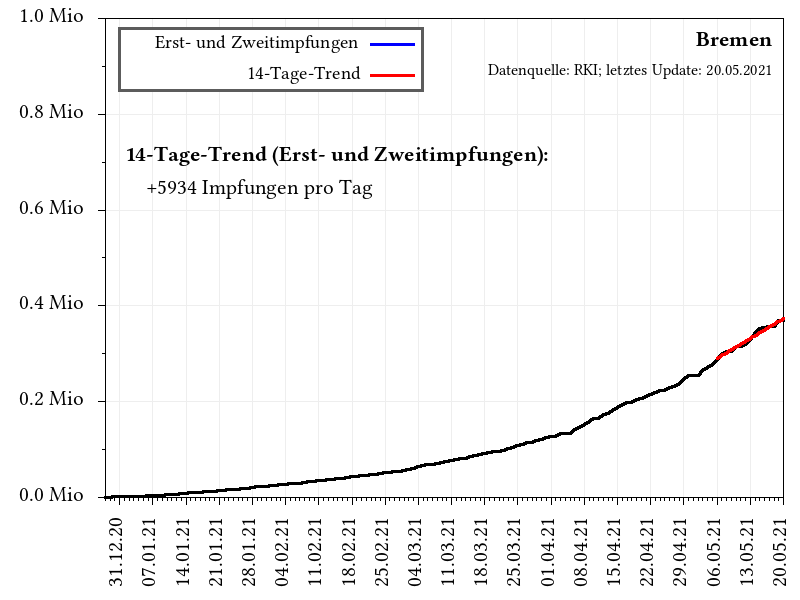 1.0 Mio
0.8 Mio
0.6 Mio
0.4 Mio
0.2 Mio
0.0 Mio
Erst- und Zweitimpfungen
14-Tage-Trend
Bremen
Datenquelle: RKI; letztes Update: 20.05.2021
14-Tage-Trend (Erst- und Zweitimpfungen):
+5934 Impfungen pro Tag
31.12.20
07.01.21
14.01.21
21.01.21
28.01.21
04.02.21
11.02.21
18.02.21
25.02.21
04.03.21
11.03.21
18.03.21
25.03.21
01.04.21
08.04.21
15.04.21
22.04.21
29.04.21
06.05.21
13.05.21
20.05.21